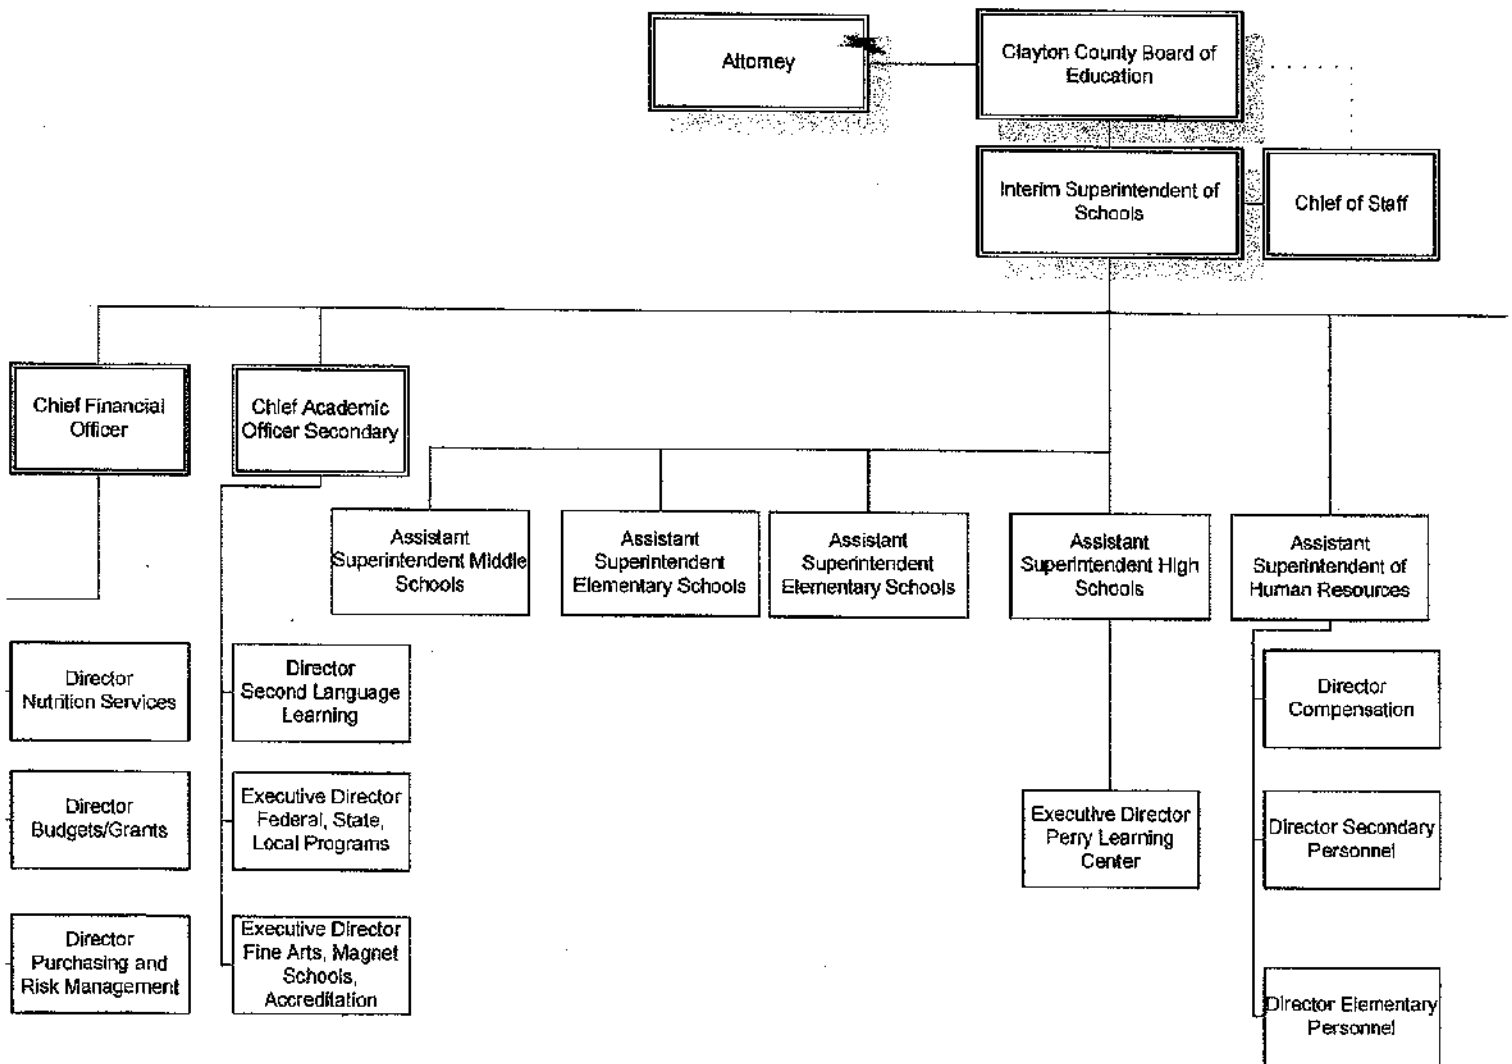 Attorney
Clayton County Board of
Education
Interim Superintendent of
Schools
Chief of Staff
Chief Financial
Officer
Chief Academic
Officer Secondary
Assistant
Superintendent Middle
Schools
Assistant
Superintendent
Elementary Schools
Assistant
Superintendent
Elementary Schools
Assistant
Superintendent High
Schools
Assistant
Superintendent of
Human Resources
Director
Nutrition Services
Director
Second Language
Learning
Director
Compensation
Director
Budgets/Grants
Executive Director
Federal, State,
Local Programs
Executive Director
Perry Learning
Center
Director Secondary
Personnel
Director
Purchasing and
Risk Management
Executive Director
Fine Arts, Magnet
Schools,
Accreditation
Director Elementary
Personnel